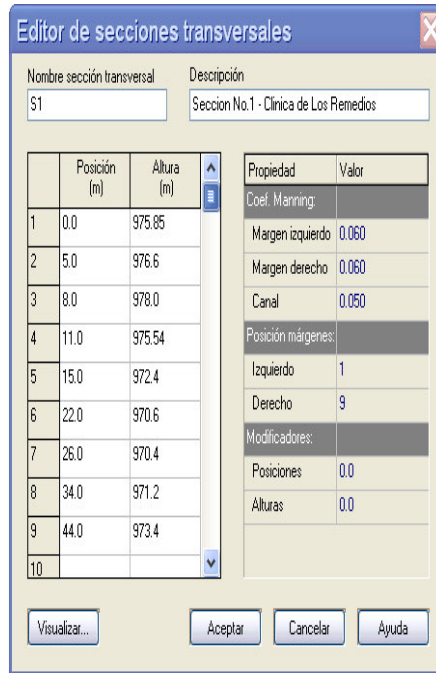 Editor de secciones transversales
Nombre sección transversal Descripción
S1 Seccion No.1 - Clinica de Los Remedios
Posición (m) Altura (m)
1 0.0 975.85
2 5.0 976.6
3 8.0 978.0
4 11.0 975.54
5 15.0 972.4
6 22.0 970.6
7 26.0 970.4
8 34.0 971.2
9 44.0 973.4
10
Propiedad Valor
Coef. Manning:
Margen izquierdo 0.060
Margen derecho 0.060
Canal 0.050
Posición márgenes:
Izquierdo 1
Derecho 9
Modificadores:
Posiciones 0.0
Alturas 0.0
Visualizar... Aceptar Cancelar Ayuda